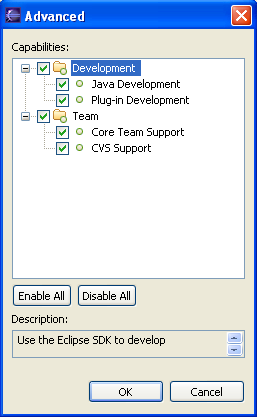 Advanced
Capabilities:
Development
Java Development
Plug-in Development
Team
Core Team Support
CVS Support
Enable All Disable All
Description:
Use the Eclipse SDK to develop
OK Cancel